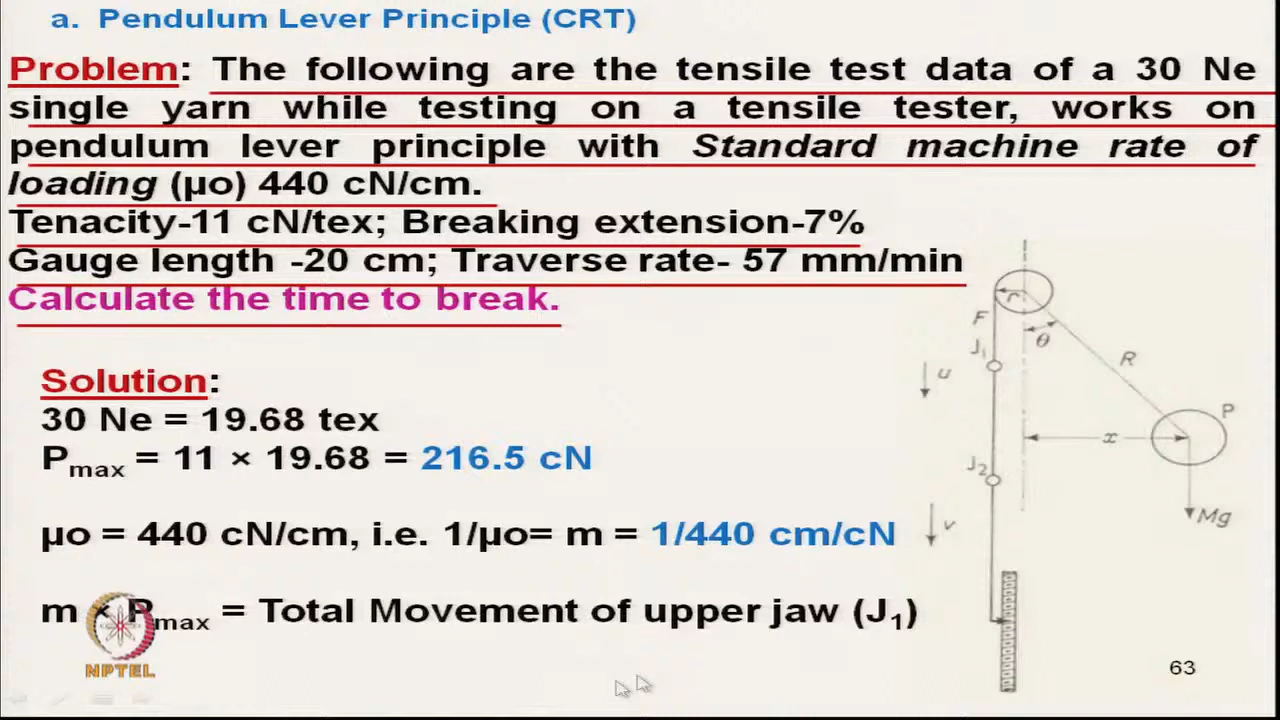 a. Pendulum Lever Principle (CRT)
Problem: The following are the tensile test data of a 30 Ne
single yarn while testing on a tensile tester, works on
pendulum lever principle with Standard machine rate of
loading (μo) 440 cN/cm.
Tenacity-11 cN/tex; Breaking extension-7%
Gauge length -20 cm; Traverse rate- 57 mm/min
Calculate the time to break.
Solution:
30 Ne = 19.68 tex
Pmax = 11 × 19.68 = 216.5 cN
μo = 440 cN/cm, i.e. 1/μo= m = 1/440 cm/cN
m × Pmax = Total Movement of upper jaw (J1)
r
F
θ
J1
R
u
P
x
J2
v
Mg
NPTEL
63